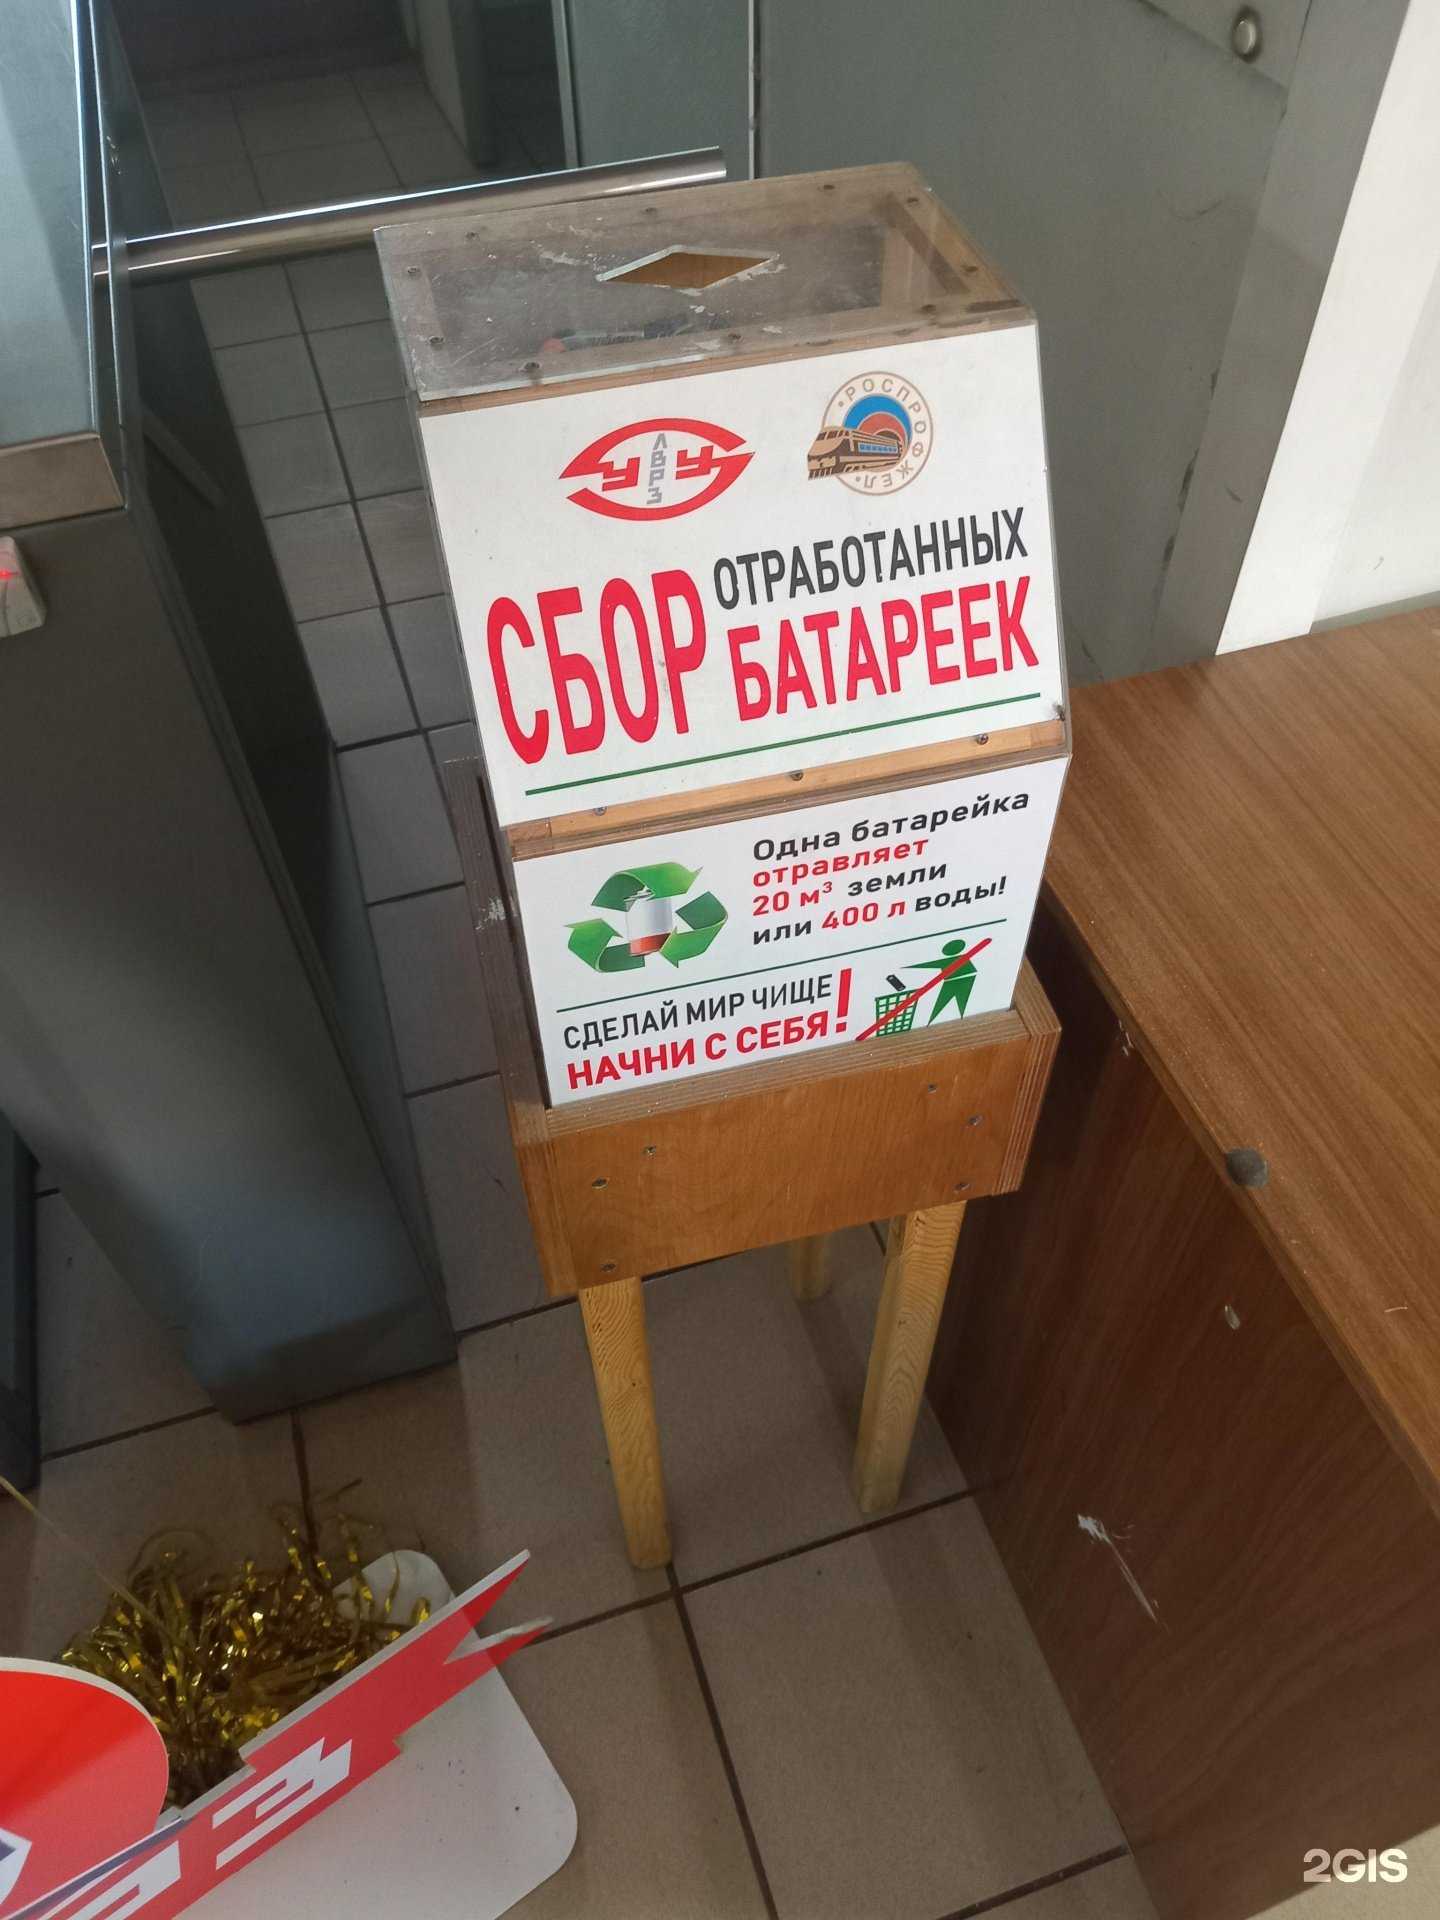 У ЛВРЗ У
РОСПРОФЖЕЛ
СБОР ОТРАБОТАННЫХ
БАТАРЕЕК
Одна батарейка
отравляет
20 м³ земли
или 400 л воды!
СДЕЛАЙ МИР ЧИЩЕ
НАЧНИ С СЕБЯ!
2GIS